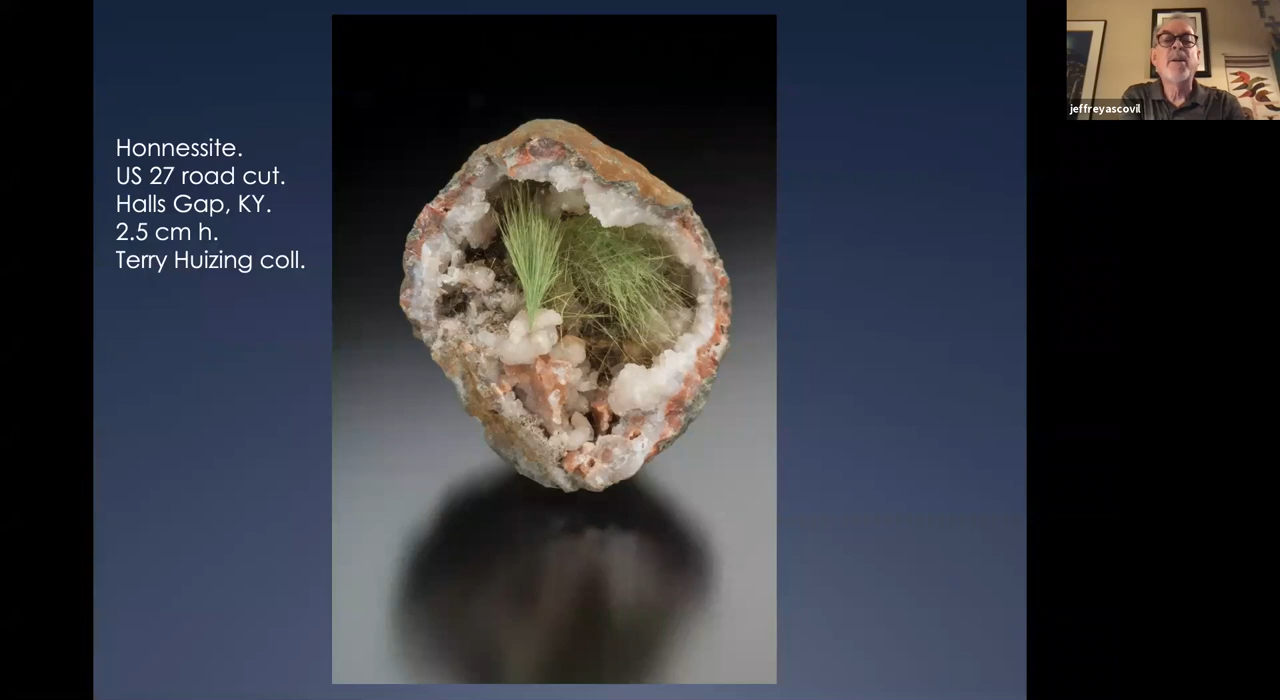 Honnessite.
US 27 road cut.
Halls Gap, KY.
2.5 cm h.
Terry Huizing coll.
jeffreyascovil